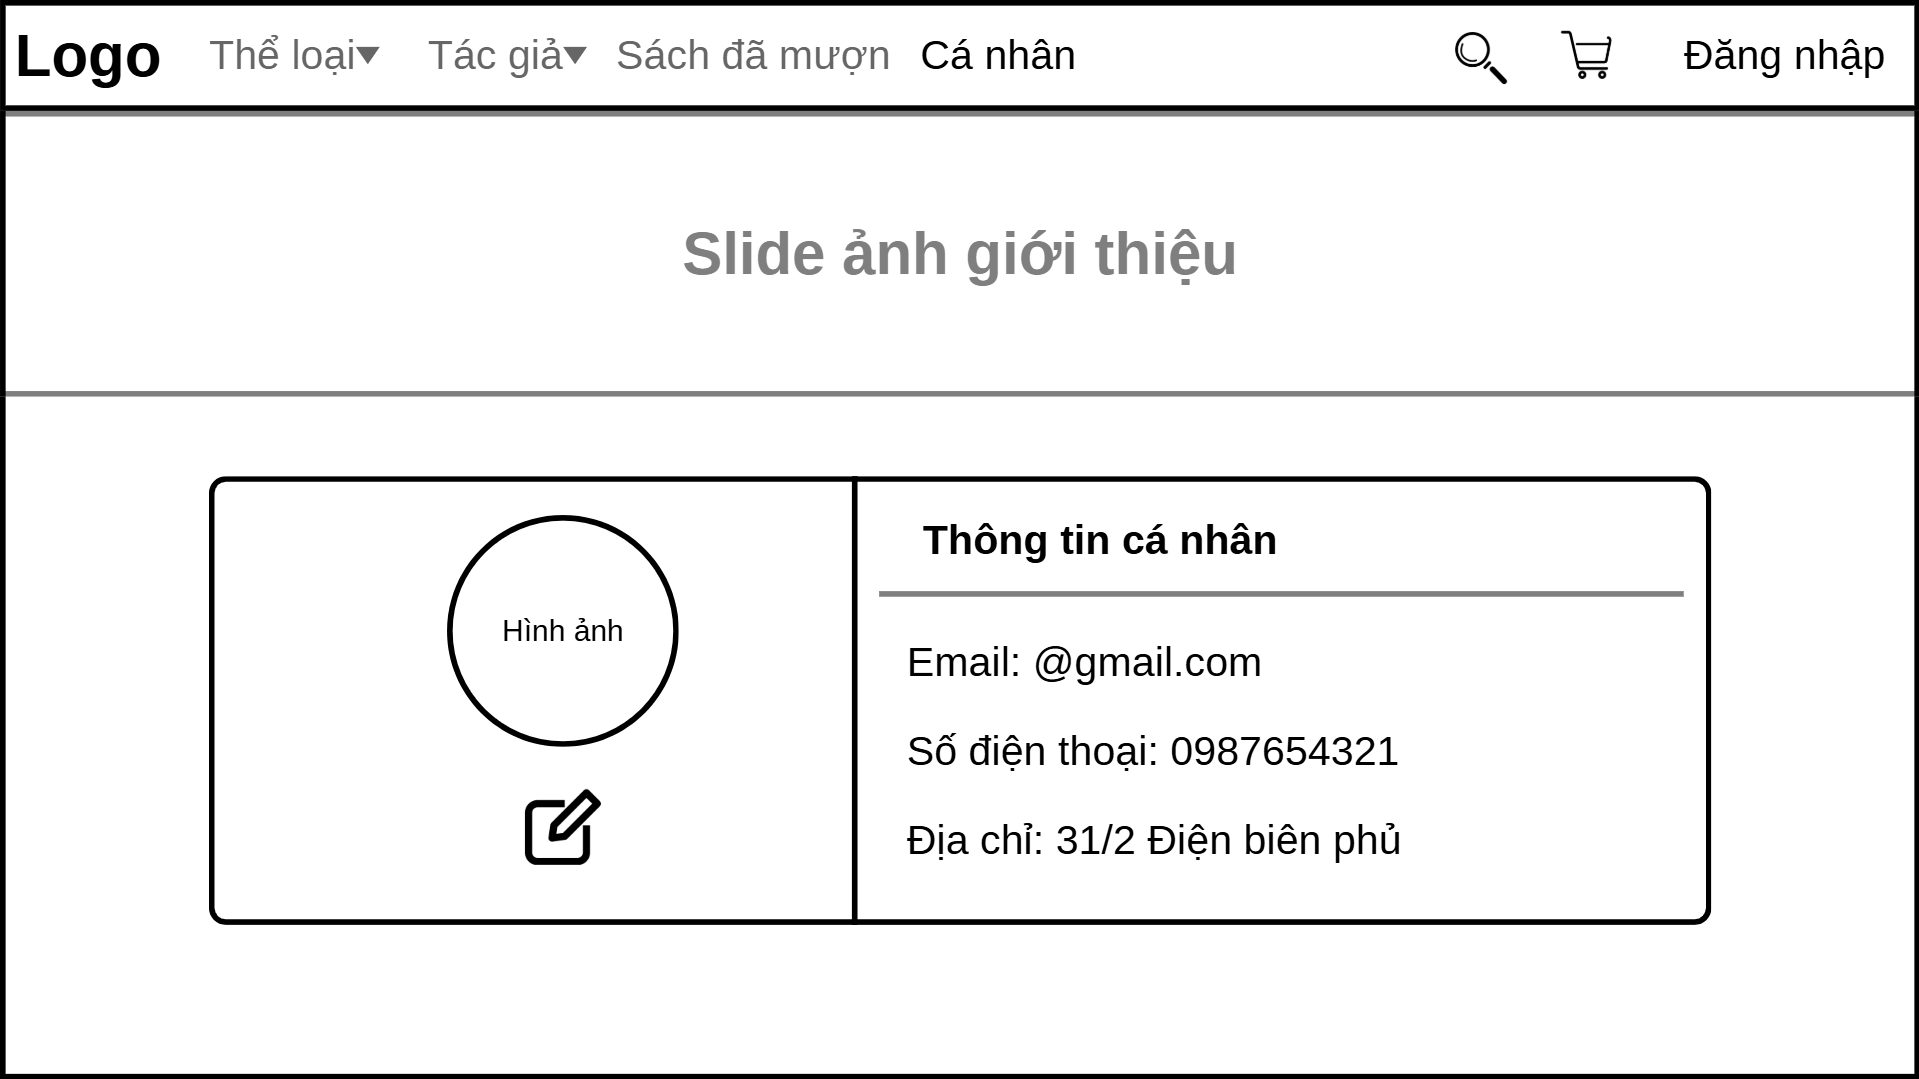 Logo Thể loại Tác giả Sách đã mượn Cá nhân Đăng nhập
Slide ảnh giới thiệu
Hình ảnh
Thông tin cá nhân
Email: @gmail.com
Số điện thoại: 0987654321
Địa chỉ: 31/2 Điện biên phủ